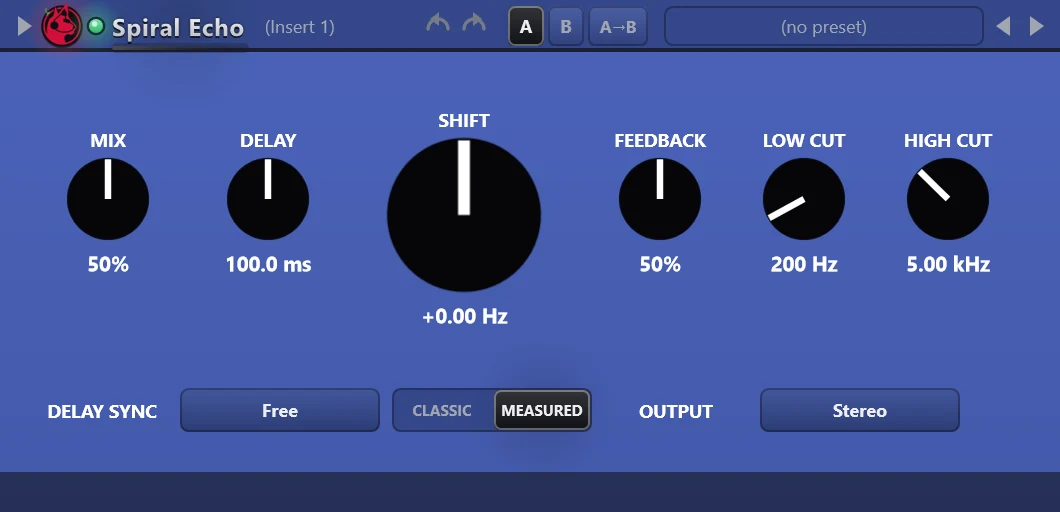 Spiral Echo (Insert 1) A B A→B (no preset)
SHIFT
MIX DELAY FEEDBACK LOW CUT HIGH CUT
50% 100.0 ms 50% 200 Hz 5.00 kHz
+0.00 Hz
DELAY SYNC Free CLASSIC MEASURED OUTPUT Stereo